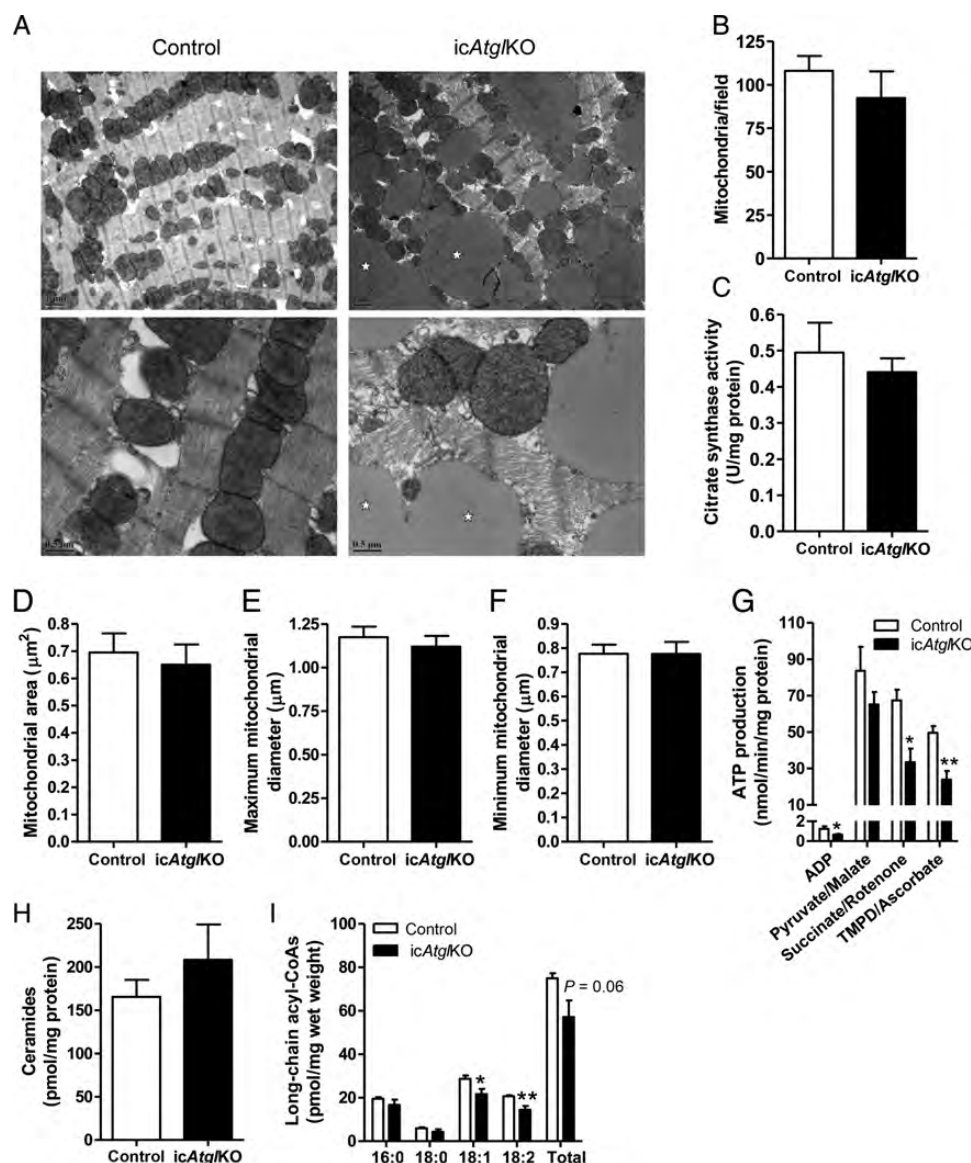 A
Control
icAtglKO
0.5 μm
0.5 μm
B
Mitochondria/field
125
100
75
50
25
0
Control
icAtglKO
C
Citrate synthase activity
(U/mg protein)
0.6
0.5
0.4
0.3
0.2
0.1
0.0
Control
icAtglKO
D
Mitochondrial area (μm²)
0.8
0.7
0.6
0.5
0.4
0.3
0.2
0.1
0.0
Control
icAtglKO
E
Maximum mitochondrial
diameter (μm)
1.25
1.00
0.75
0.50
0.25
0.00
Control
icAtglKO
F
Minimum mitochondrial
diameter (μm)
0.9
0.8
0.7
0.6
0.5
0.4
0.3
0.2
0.1
0.0
Control
icAtglKO
G
Control
icAtglKO
ATP production
(nmol/min/mg protein)
110
90
70
50
30
10
2
0
*
*
**
ADP
Pyruvate/Malate
Succinate/Rotenone
TMPD/Ascorbate
H
Ceramides
(pmol/mg protein)
250
200
150
100
50
0
Control
icAtglKO
I
Control
icAtglKO
Long-chain acyl-CoAs
(pmol/mg wet weight)
100
80
60
40
20
0
*
**
P = 0.06
16:0
18:0
18:1
18:2
Total